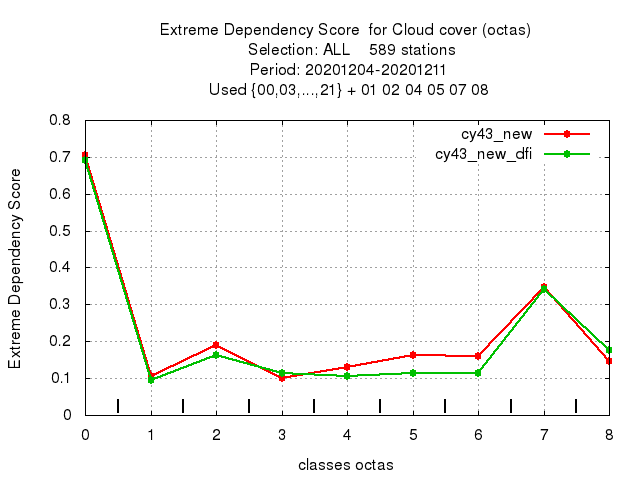 Extreme Dependency Score  for Cloud cover (octas)
Selection: ALL    589 stations
Period: 20201204-20201211
Used {00,03,...,21} + 01 02 04 05 07 08
cy43_new
cy43_new_dfi
Extreme Dependency Score
0.8
0.7
0.6
0.5
0.4
0.3
0.2
0.1
0
0 1 2 3 4 5 6 7 8
classes octas